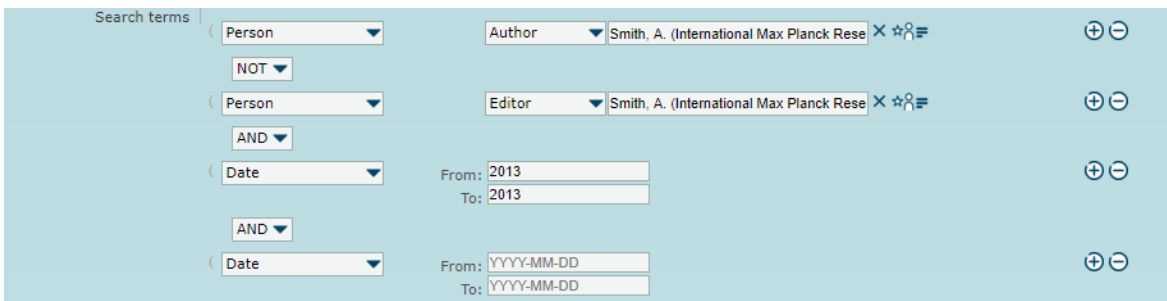 Search terms ( Person Author Smith, A. (International Max Planck Rese
NOT
( Person Editor Smith, A. (International Max Planck Rese
AND
( Date From: 2013
To: 2013
AND
( Date From: YYYY-MM-DD
To: YYYY-MM-DD